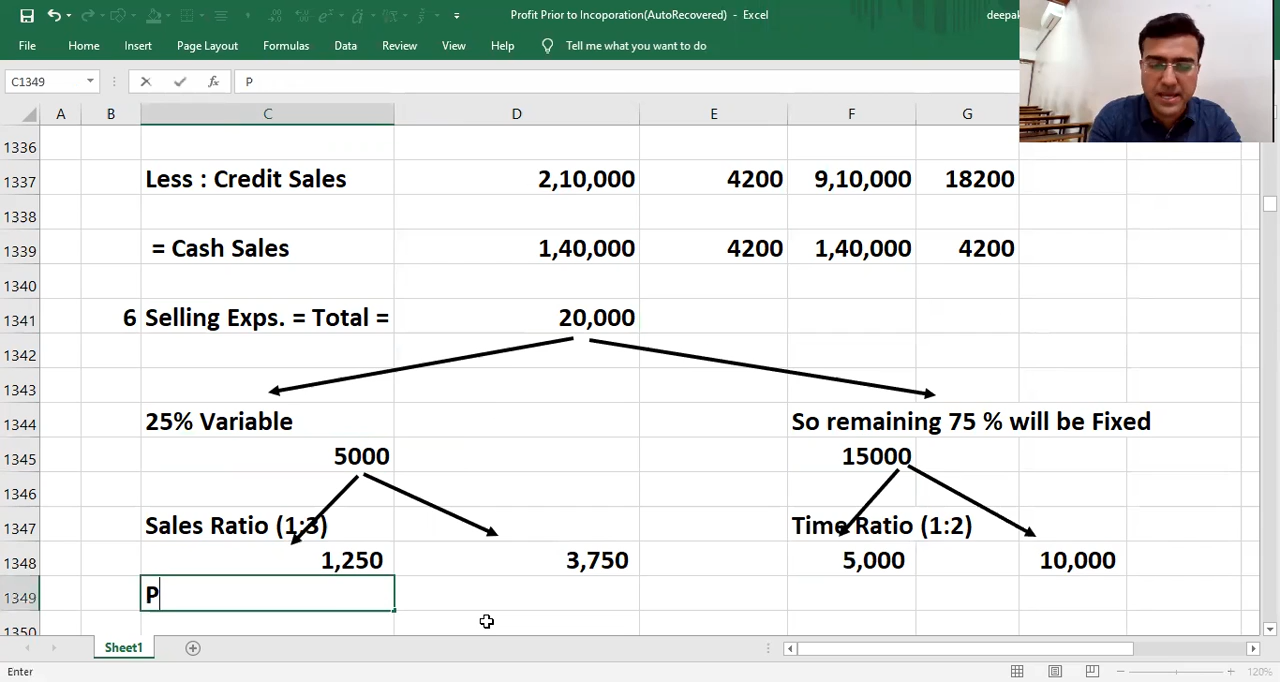 Profit Prior to Incoporation(AutoRecovered) - Excel
deepak
File Home Insert Page Layout Formulas Data Review View Help Tell me what you want to do
C1349 fx P
A B C D E F G
1336
1337 Less : Credit Sales 2,10,000 4200 9,10,000 18200
1338
1339 = Cash Sales 1,40,000 4200 1,40,000 4200
1340
1341 6 Selling Exps. = Total = 20,000
1342
1343
1344 25% Variable So remaining 75 % will be Fixed
1345 5000 15000
1346
1347 Sales Ratio (1:3) Time Ratio (1:2)
1348 1,250 3,750 5,000 10,000
1349 P
1350
Sheet1
Enter 120%